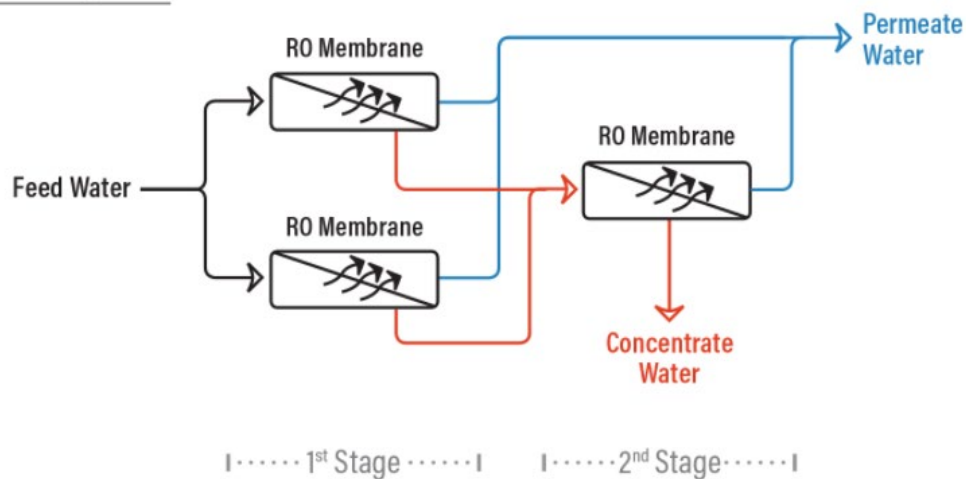 Permeate
Water
RO Membrane
RO Membrane
Feed Water
RO Membrane
Concentrate
Water
1st Stage
2nd Stage